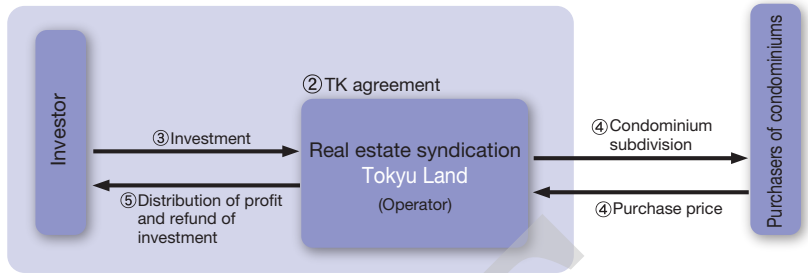 Investor
②TK agreement
③Investment
⑤Distribution of profit
and refund of
investment
Real estate syndication
Tokyu Land
(Operator)
④Condominium
subdivision
④Purchase price
Purchasers of condominiums